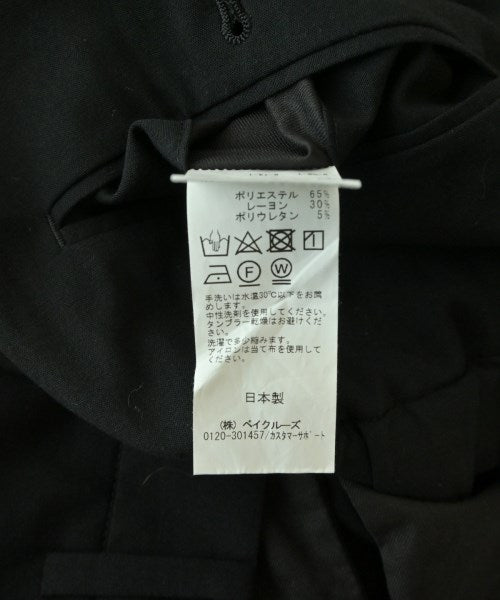 ポリエステル 65%
レーヨン 30%
ポリウレタン 5%
F W
手洗いは水温30℃以下をお薦
めします。
中性洗剤を使用してください。
タンブラー乾燥はお避けくだ
さい。
洗濯で多少縮みます。
アイロンは当て布を使用して
ください。
日本製
(株) ベイクルーズ
0120-301457/カスタマーサポート